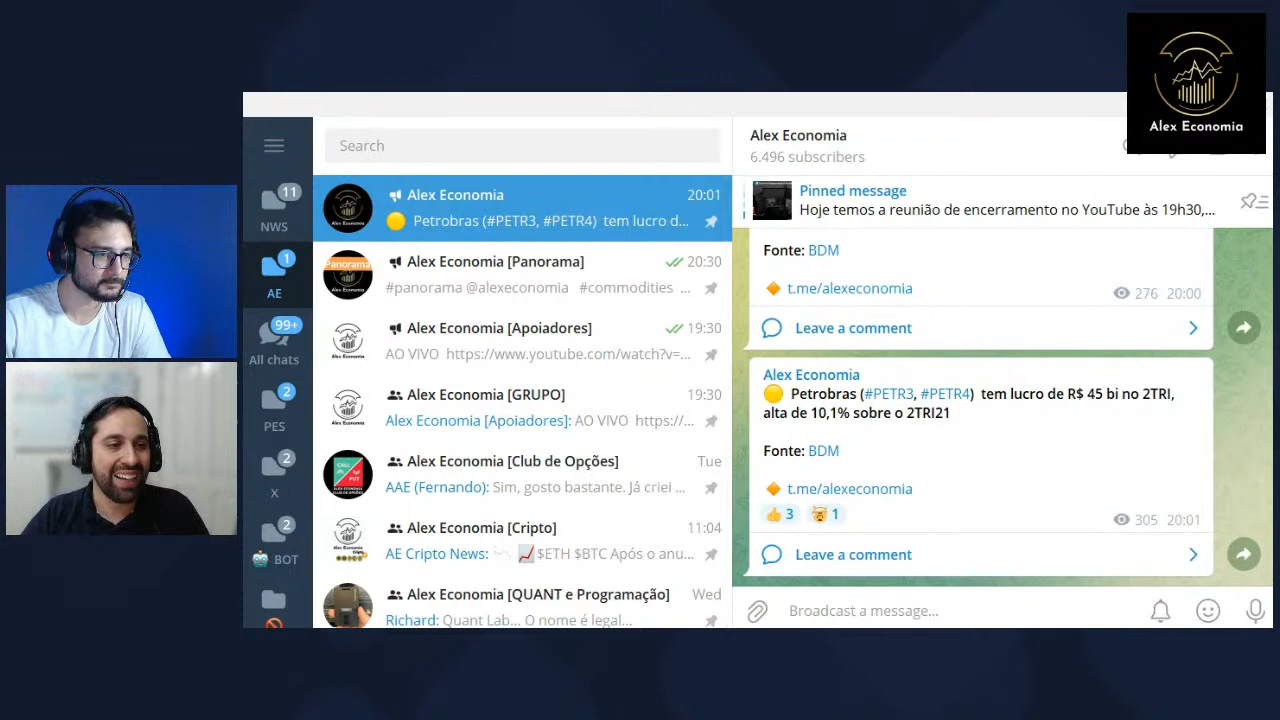 Alex Economia
11
NWS
1
AE
99+
All chats
2
PES
2
X
2
BOT
Search
Alex Economia 20:01
Petrobras (#PETR3, #PETR4) tem lucro d...
Alex Economia [Panorama] 20:30
Panorama
#panorama @alexeconomia #commodities ...
Alex Economia [Apoiadores] 19:30
AO VIVO https://www.youtube.com/watch?v=...
Alex Economia [GRUPO] 19:30
Alex Economia [Apoiadores]: AO VIVO https://...
Alex Economia [Club de Opções] Tue
CALL PUT
AAE (Fernando): Sim, gosto bastante. Já criei ...
Alex Economia [Cripto] 11:04
AE Cripto News: $ETH $BTC Após o anu...
Alex Economia [QUANT e Programação] Wed
Richard: Quant Lab... O nome é legal...
Alex Economia
6.496 subscribers
Pinned message
Hoje temos a reunião de encerramento no YouTube às 19h30,...
Fonte: BDM
t.me/alexeconomia
276 20:00
Leave a comment
Alex Economia
Petrobras (#PETR3, #PETR4) tem lucro de R$ 45 bi no 2TRI,
alta de 10,1% sobre o 2TRI21
Fonte: BDM
t.me/alexeconomia
3 1
305 20:01
Leave a comment
Broadcast a message...